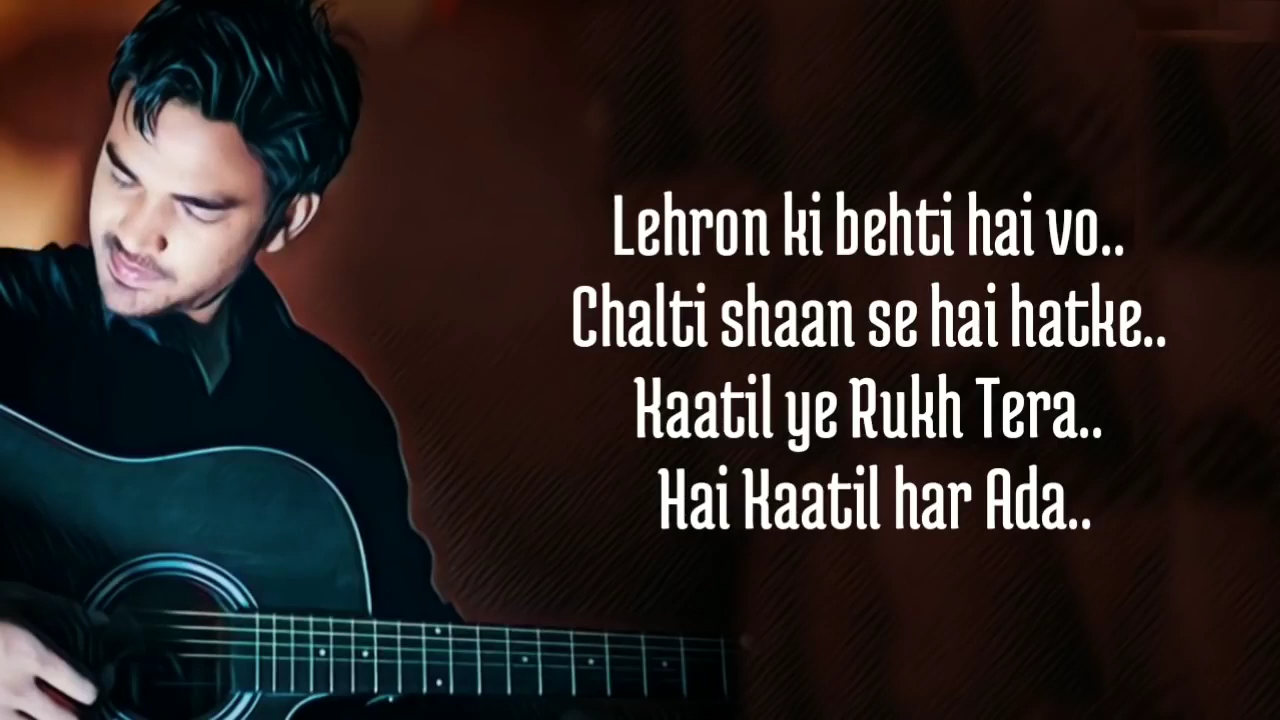 Lehron ki behti hai vo..
Chalti shaan se hai hatke..
Kaatil ye Rukh Tera..
Hai Kaatil har Ada..